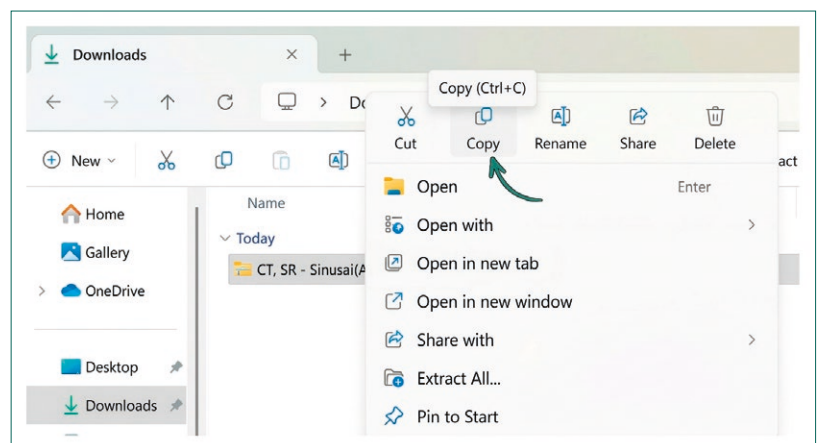 Downloads
Copy (Ctrl+C)
Cut Copy Rename Share Delete
New
Home
Gallery
OneDrive
Desktop
Downloads
Name
Today
CT, SR - Sinusai(A
Open Enter
Open with
Open in new tab
Open in new window
Share with
Extract All...
Pin to Start